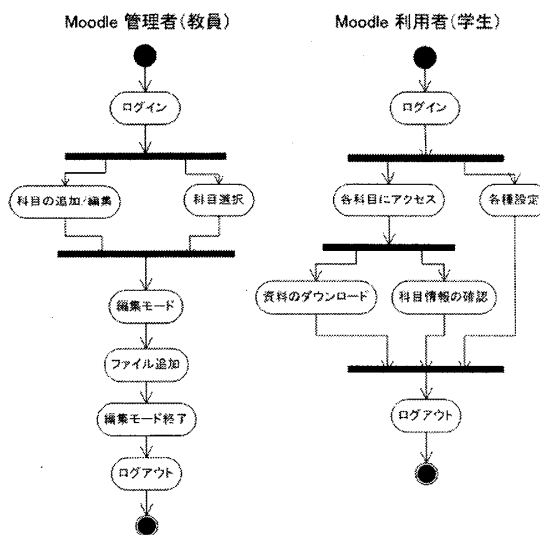 Moodle 管理者(教員)
ログイン
科目の追加/編集
科目選択
編集モード
ファイル追加
編集モード終了
ログアウト
Moodle 利用者(学生)
ログイン
各科目にアクセス
各種設定
資料のダウンロード
科目情報の確認
ログアウト